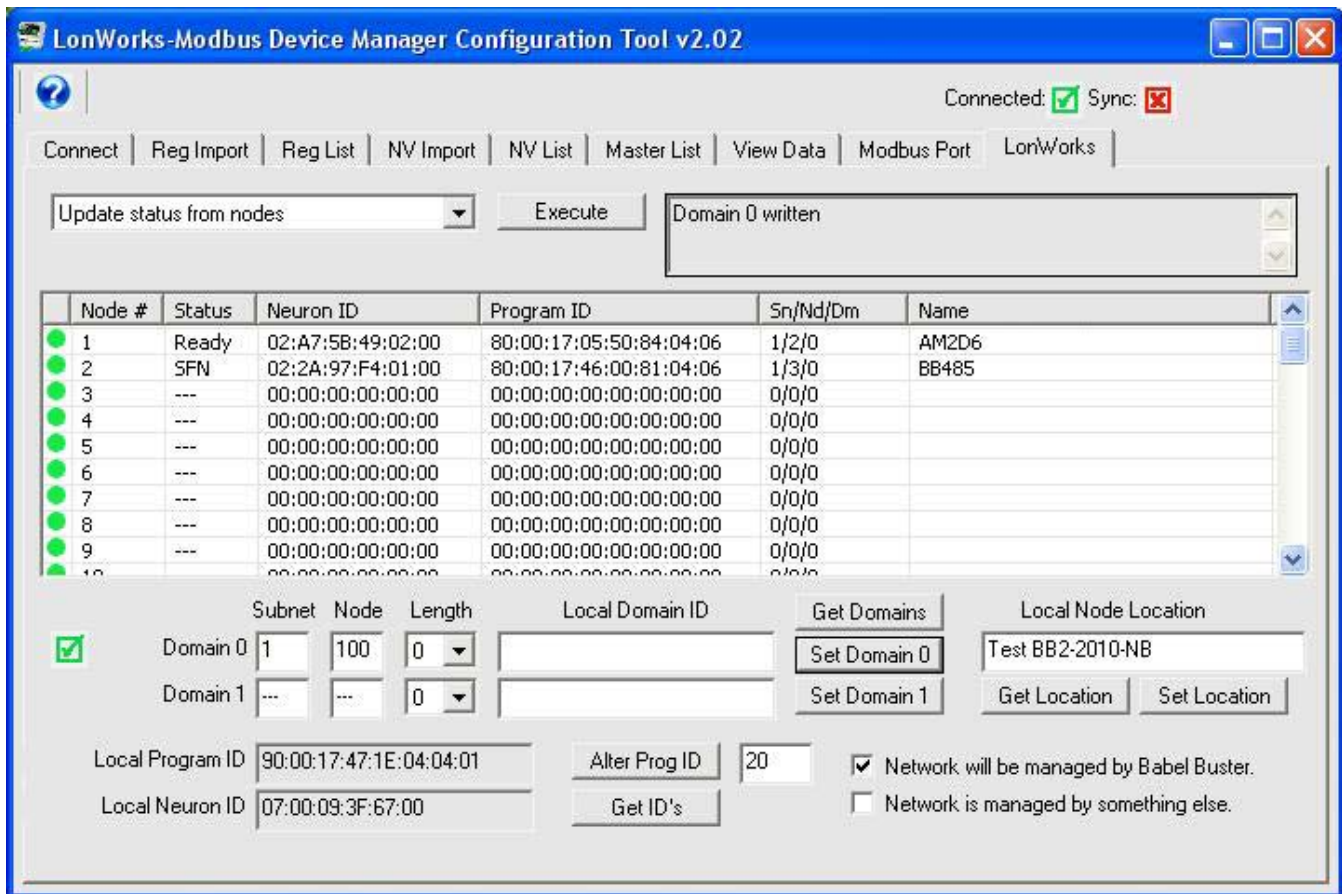 LonWorks-Modbus Device Manager Configuration Tool v2.02
Connected: Sync:
Connect Reg Import Reg List NV Import NV List Master List View Data Modbus Port LonWorks
Update status from nodes Execute Domain 0 written
Node # Status Neuron ID Program ID Sn/Nd/Dm Name
1 Ready 02:A7:5B:49:02:00 80:00:17:05:50:84:04:06 1/2/0 AM2D6
2 SFN 02:2A:97:F4:01:00 80:00:17:46:00:81:04:06 1/3/0 BB485
3 --- 00:00:00:00:00:00 00:00:00:00:00:00:00:00 0/0/0
4 --- 00:00:00:00:00:00 00:00:00:00:00:00:00:00 0/0/0
5 --- 00:00:00:00:00:00 00:00:00:00:00:00:00:00 0/0/0
6 --- 00:00:00:00:00:00 00:00:00:00:00:00:00:00 0/0/0
7 --- 00:00:00:00:00:00 00:00:00:00:00:00:00:00 0/0/0
8 --- 00:00:00:00:00:00 00:00:00:00:00:00:00:00 0/0/0
9 --- 00:00:00:00:00:00 00:00:00:00:00:00:00:00 0/0/0
Subnet Node Length Local Domain ID Get Domains Local Node Location
Domain 0 1 100 0 Set Domain 0 Test BB2-2010-NB
Domain 1 --- --- 0 Set Domain 1 Get Location Set Location
Local Program ID 90:00:17:47:1E:04:04:01 Alter Prog ID 20 Network will be managed by Babel Buster.
Local Neuron ID 07:00:09:3F:67:00 Get ID's Network is managed by something else.